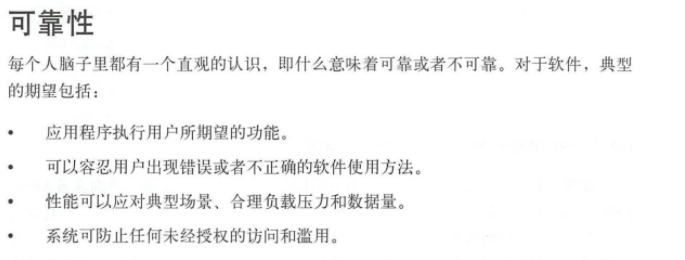 可靠性
每个人脑子里都有一个直观的认识，即什么意味着可靠或者不可靠。对于软件，典型
的期望包括：
• 应用程序执行用户所期望的功能。
• 可以容忍用户出现错误或者不正确的软件使用方法。
• 性能可以应对典型场景、合理负载压力和数据量。
• 系统可防止任何未经授权的访问和滥用。